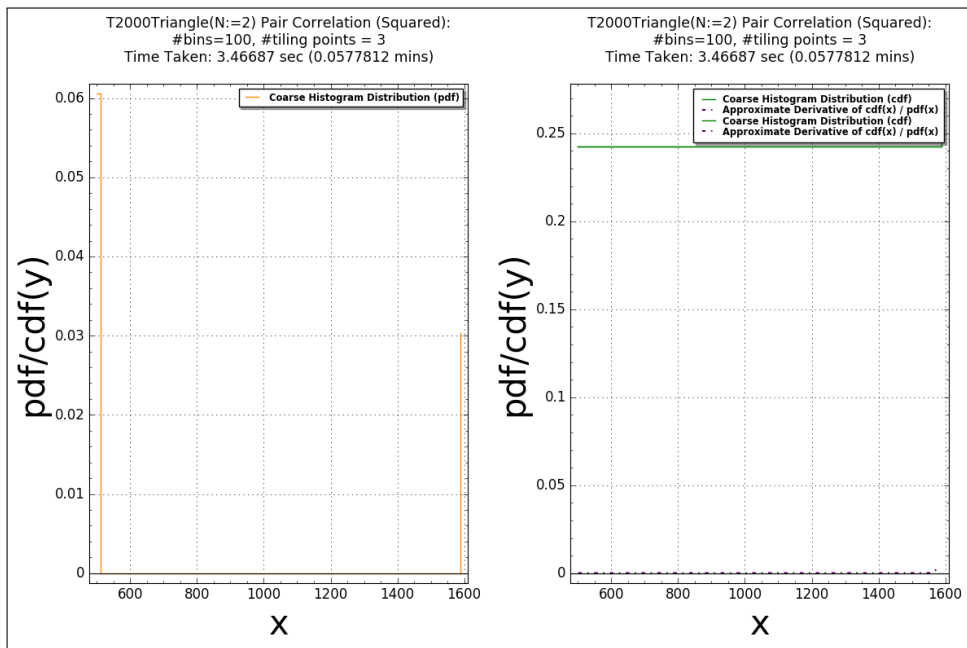 T2000Triangle(N:=2) Pair Correlation (Squared):
#bins=100, #tiling points = 3
Time Taken: 3.46687 sec (0.0577812 mins)
Coarse Histogram Distribution (pdf)
0.06
0.05
0.04
0.03
0.02
0.01
0
pdf/cdf(y)
600
800
1000
1200
1400
1600
x
T2000Triangle(N:=2) Pair Correlation (Squared):
#bins=100, #tiling points = 3
Time Taken: 3.46687 sec (0.0577812 mins)
Coarse Histogram Distribution (cdf)
Approximate Derivative of cdf(x) / pdf(x)
Coarse Histogram Distribution (cdf)
Approximate Derivative of cdf(x) / pdf(x)
0.25
0.2
0.15
0.1
0.05
0
pdf/cdf(y)
600
800
1000
1200
1400
1600
x